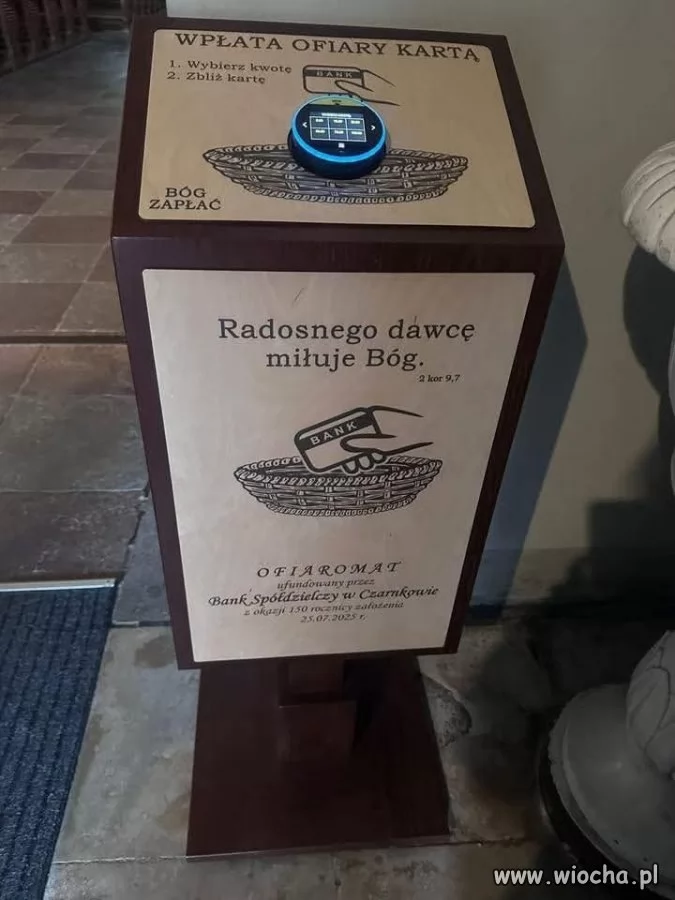 WPŁATA OFIARY KARTĄ
1. Wybierz kwotę
2. Zbliż kartę
BANK
BÓG
ZAPŁAĆ
Radosnego dawcę
miłuje Bóg.
2 kor 9,7
BANK
OFIAROMAT
ufundowany przez
Bank Spółdzielczy w Czarnkowie
z okazji 150 rocznicy założenia
25.07.2025 r.
www.wiocha.pl